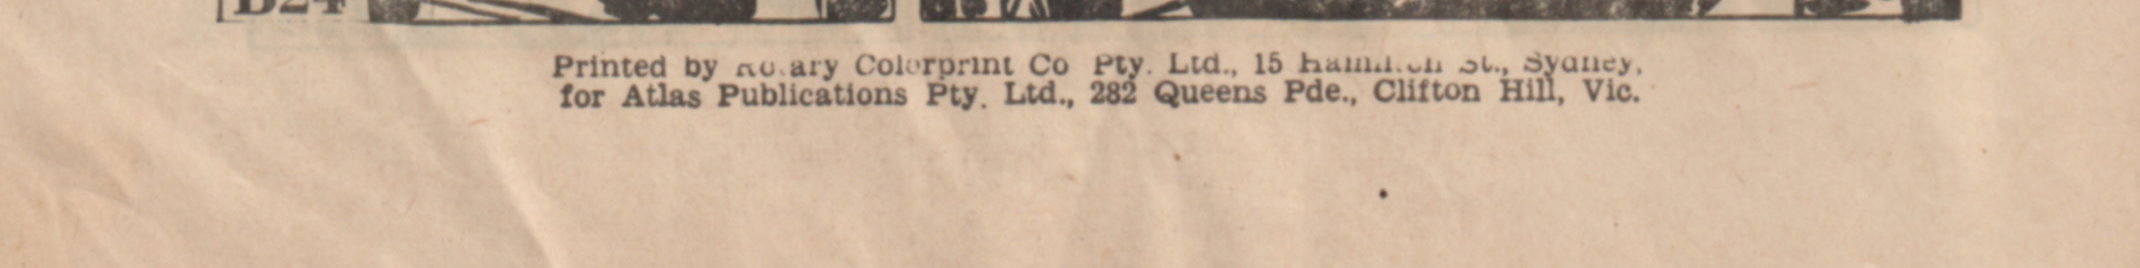 B24
Printed by Rotary Colorprint Co Pty. Ltd., 15 Hamilton St., Sydney,
for Atlas Publications Pty. Ltd., 282 Queens Pde., Clifton Hill, Vic.